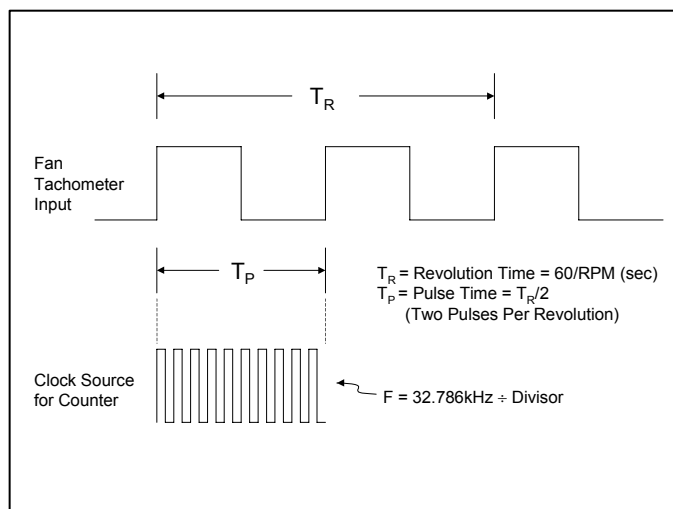 T_R
Fan
Tachometer
Input
T_P
T_R = Revolution Time = 60/RPM (sec)
T_P = Pulse Time = T_R/2
(Two Pulses Per Revolution)
Clock Source
for Counter
F = 32.786kHz ÷ Divisor